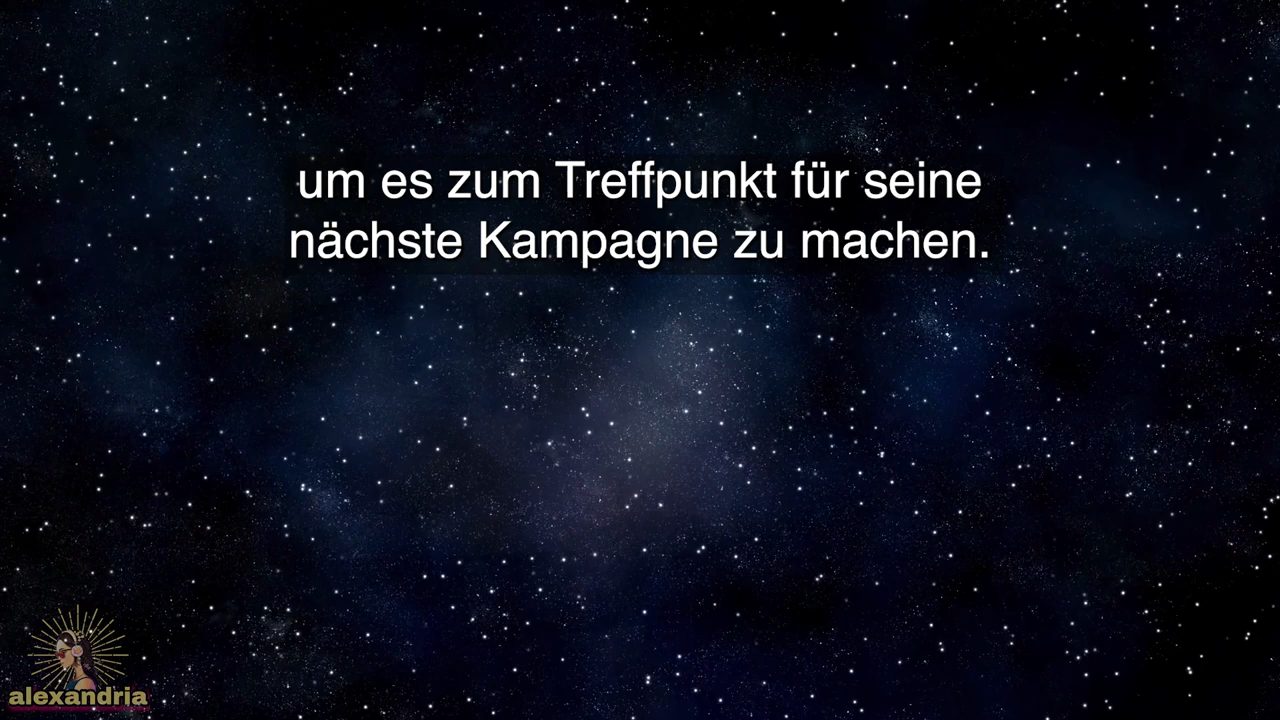 um es zum Treffpunkt für seine
nächste Kampagne zu machen.
alexandria